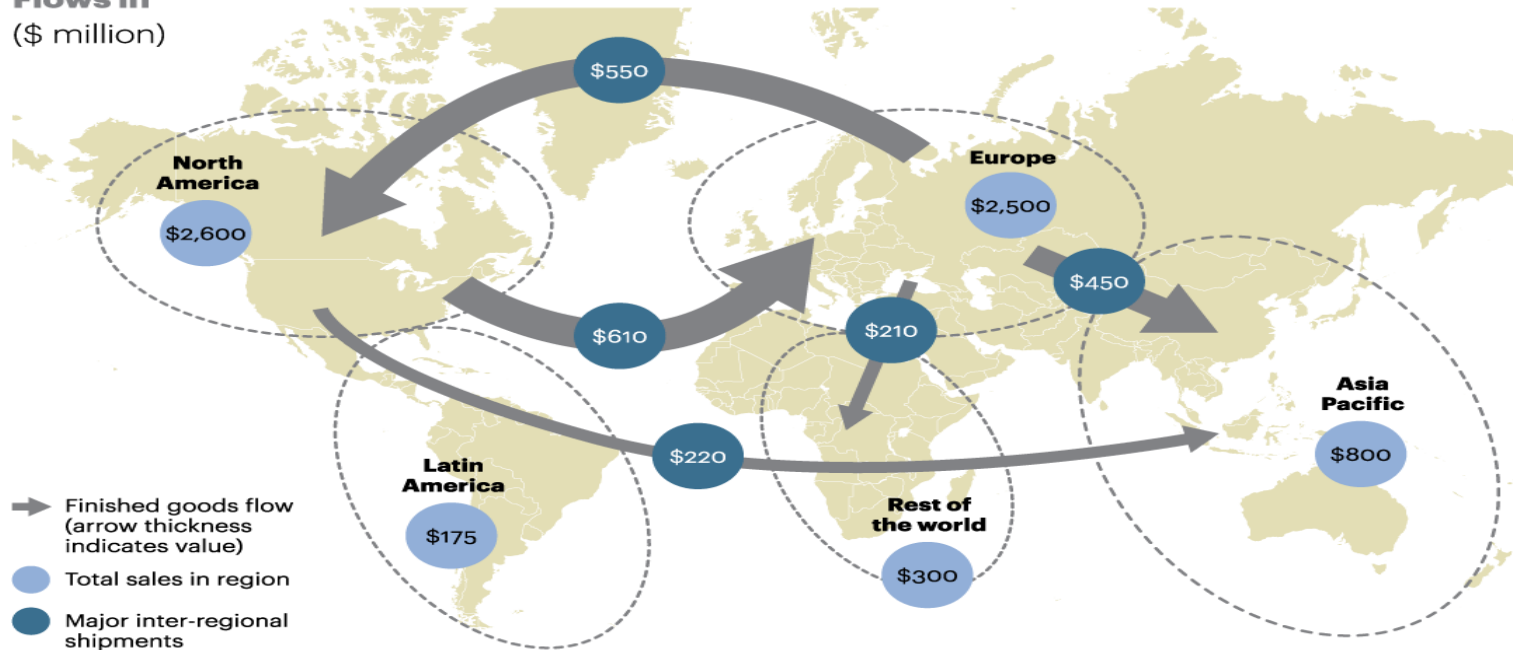 Flows in
($ million)
$550
North
America
$2,600
Europe
$2,500
$450
$610
$210
Asia
Pacific
$800
$220
Latin
America
$175
Rest of
the world
$300
Finished goods flow
(arrow thickness
indicates value)
Total sales in region
Major inter-regional
shipments